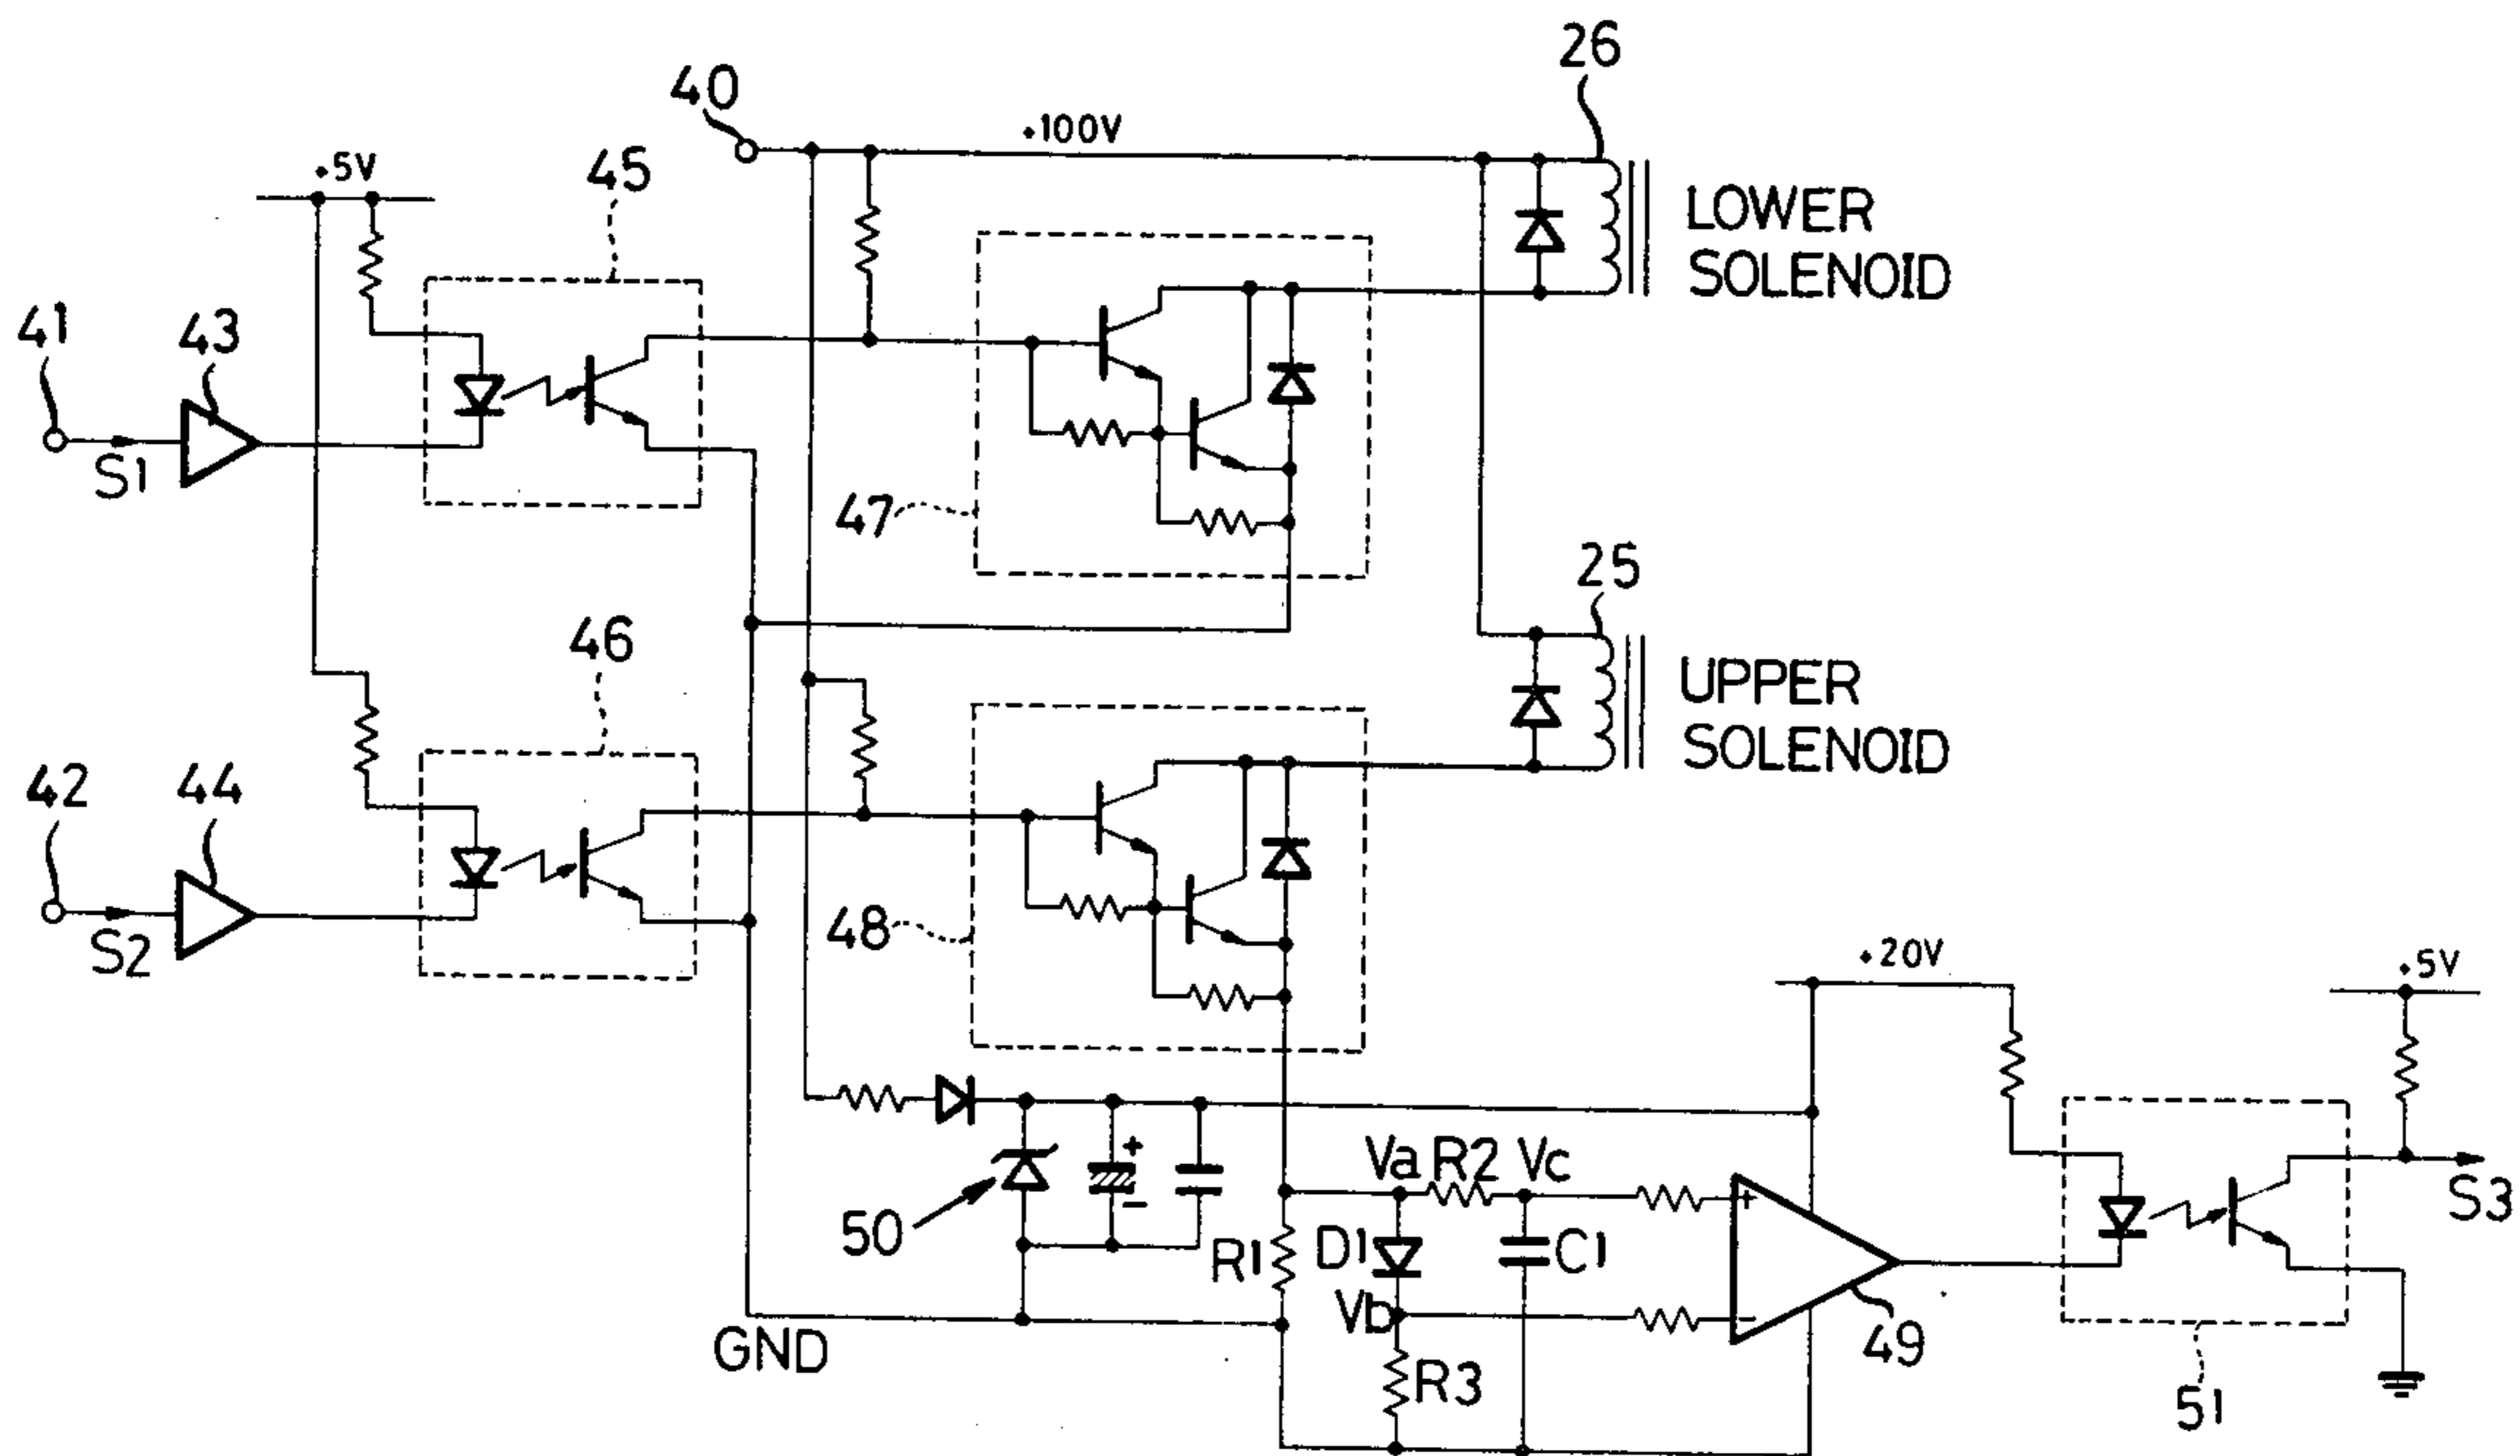 26
40
+100V
+5V
45
LOWER
SOLENOID
41
43
S1
47
25
46
UPPER
SOLENOID
42
44
S2
48
+20V
+5V
Va R2 Vc
+
50
-
R1
D1
C1
+
S3
Vb
-
GND
49
R3
51